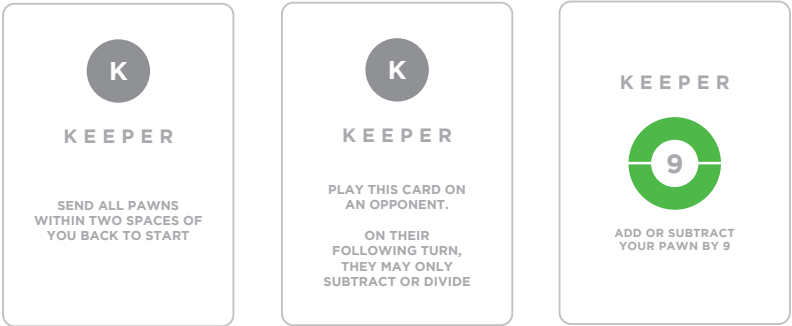 K
KEEPER
SEND ALL PAWNS
WITHIN TWO SPACES OF
YOU BACK TO START
K
KEEPER
PLAY THIS CARD ON
AN OPPONENT.
ON THEIR
FOLLOWING TURN,
THEY MAY ONLY
SUBTRACT OR DIVIDE
KEEPER
9
ADD OR SUBTRACT
YOUR PAWN BY 9